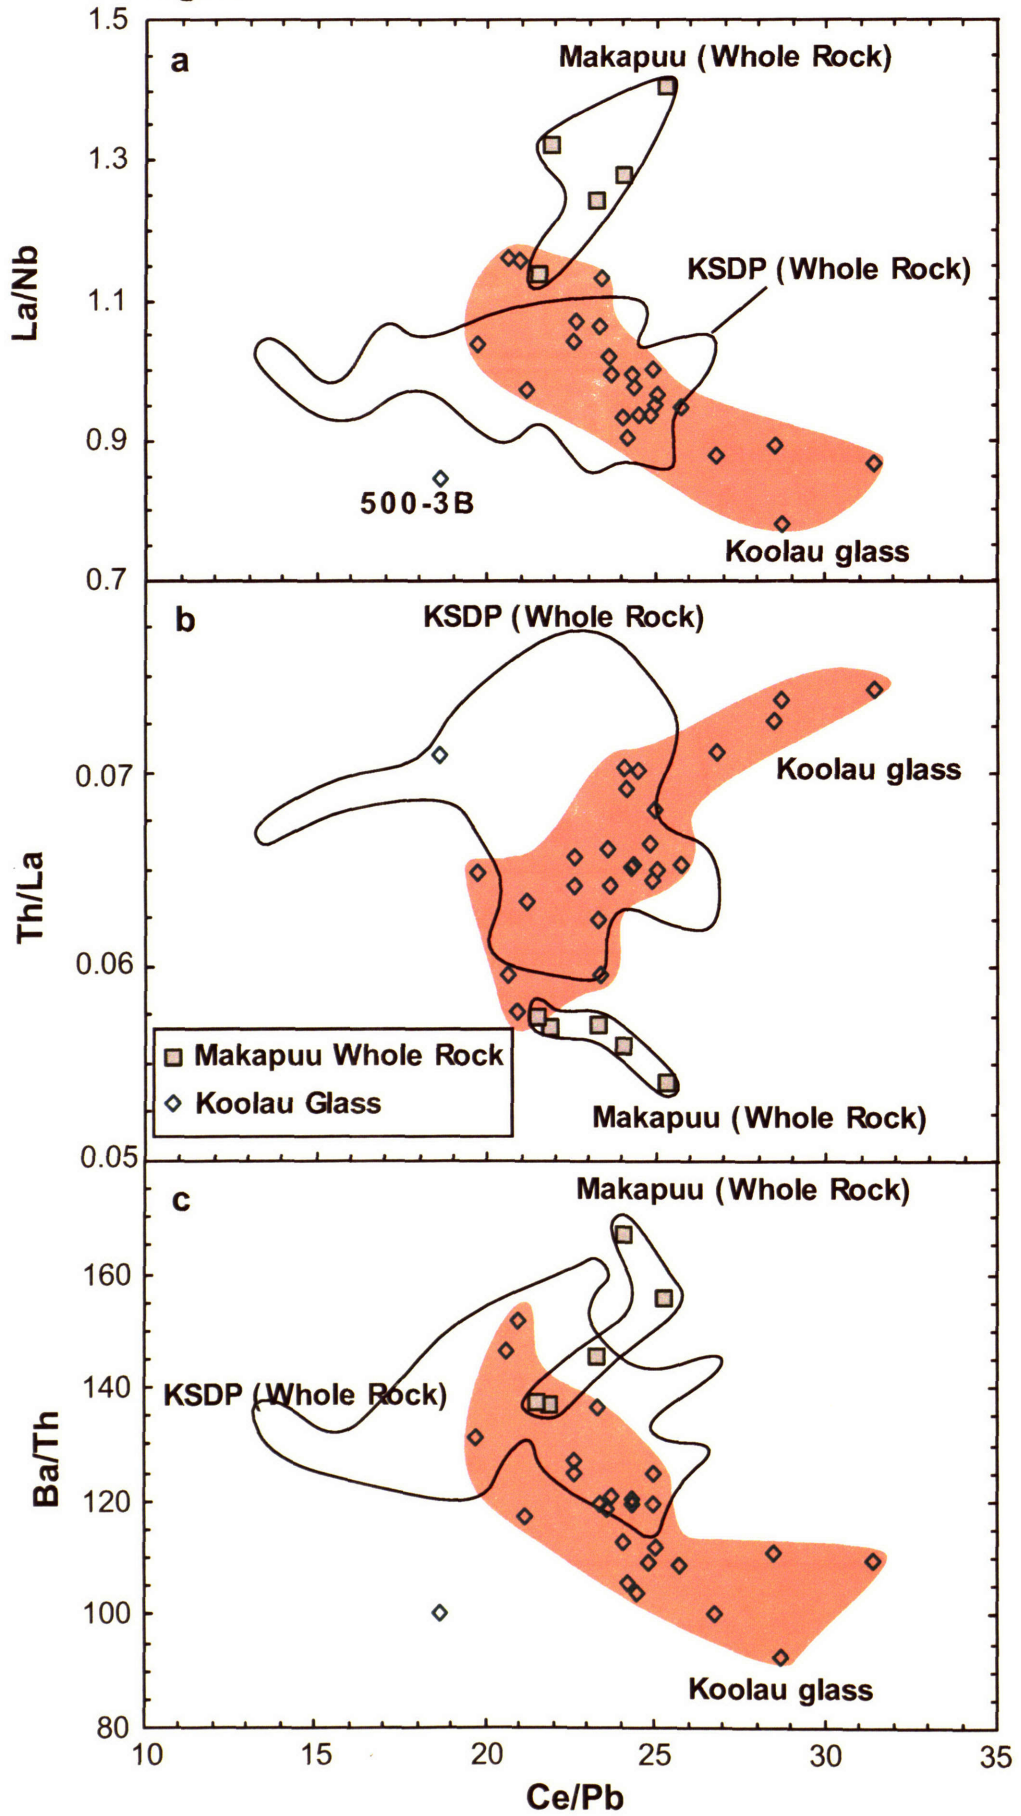 1.5
a
Makapuu (Whole Rock)
1.3
KSDP (Whole Rock)
La/Nb
1.1
0.9
500-3B
Koolau glass
0.7
b
KSDP (Whole Rock)
0.07
Koolau glass
Th/La
0.06
Makapuu Whole Rock
Koolau Glass
Makapuu (Whole Rock)
0.05
c
Makapuu (Whole Rock)
160
140
KSDP (Whole Rock)
Ba/Th
120
100
Koolau glass
80
10 15 20 25 30 35
Ce/Pb